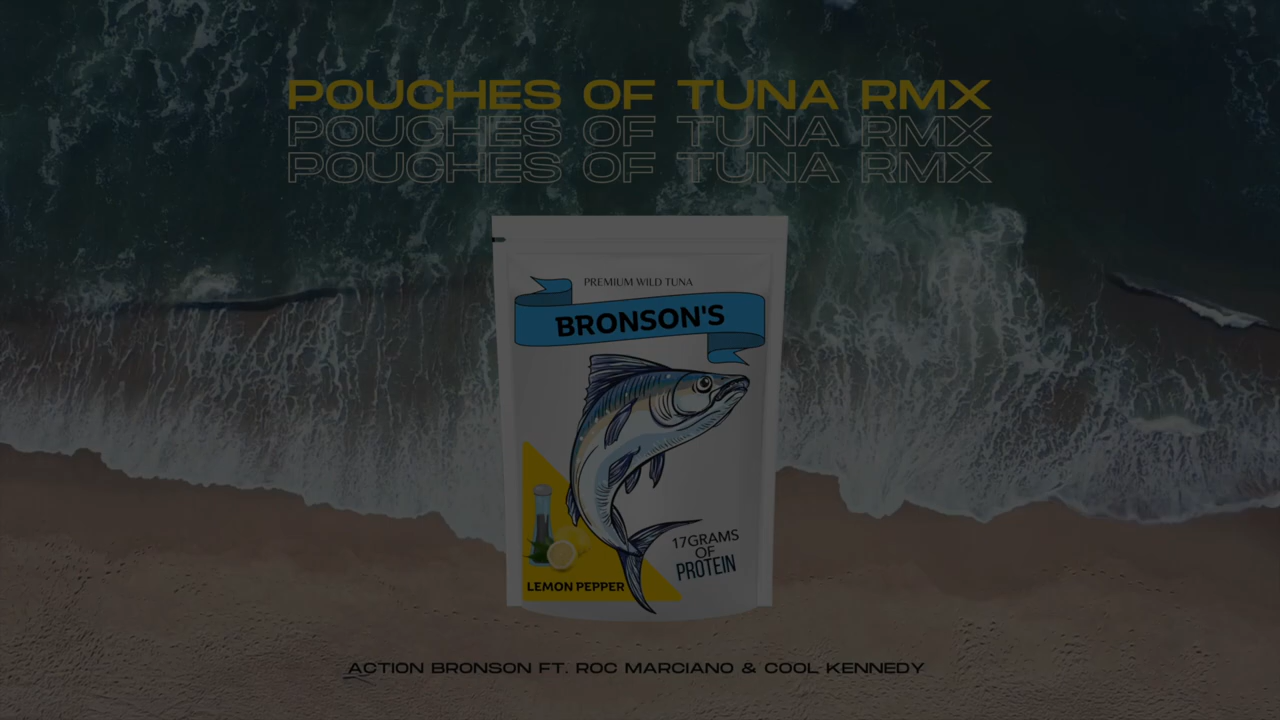 POUCHES OF TUNA RMX
POUCHES OF TUNA RMX
POUCHES OF TUNA RMX
PREMIUM WILD TUNA
BRONSON'S
17GRAMS
OF
PROTEIN
LEMON PEPPER
ACTION BRONSON FT. ROC MARCIANO & COOL KENNEDY